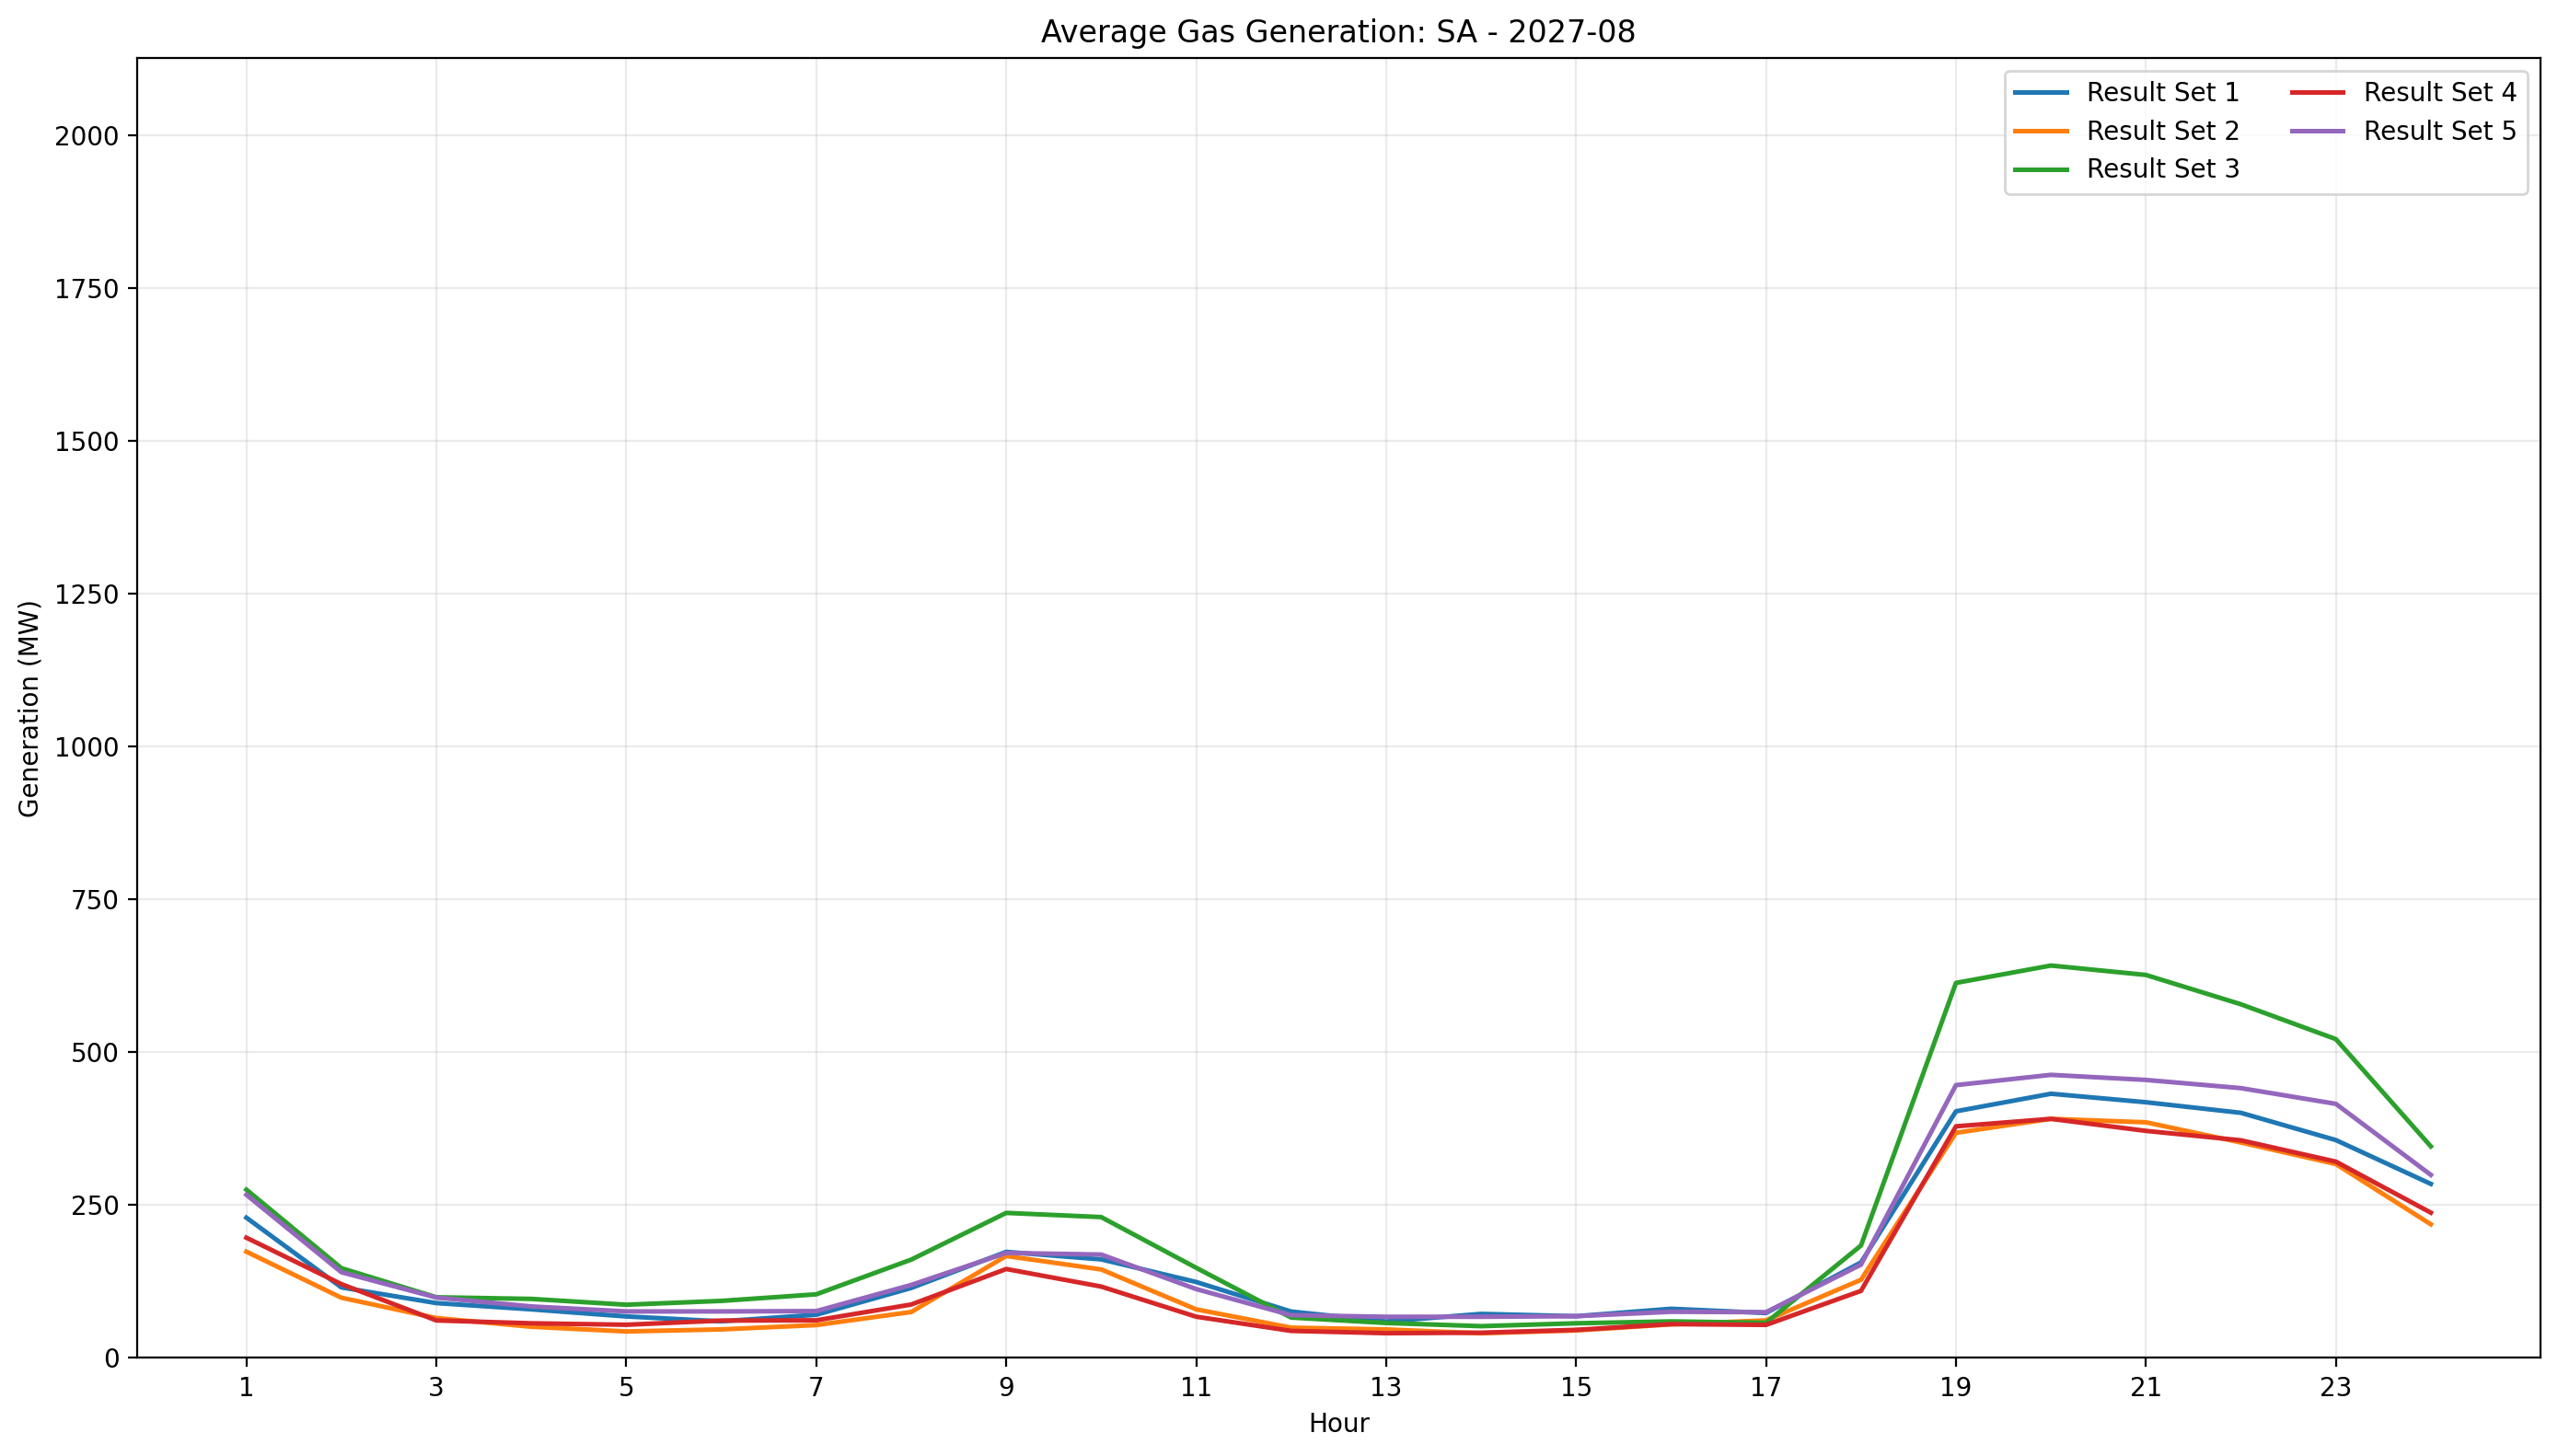 Average Gas Generation: SA - 2027-08
Result Set 1
Result Set 2
Result Set 3
Result Set 4
Result Set 5
Generation (MW)
2000
1750
1500
1250
1000
750
500
250
0
1 3 5 7 9 11 13 15 17 19 21 23
Hour